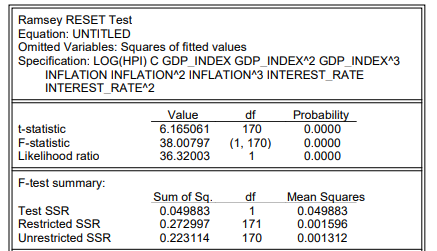 Ramsey RESET Test
Equation: UNTITLED
Omitted Variables: Squares of fitted values
Specification: LOG(HPI) C GDP_INDEX GDP_INDEX^2 GDP_INDEX^3
INFLATION INFLATION^2 INFLATION^3 INTEREST_RATE
INTEREST_RATE^2
Value df Probability
t-statistic 6.165061 170 0.0000
F-statistic 38.00797 (1, 170) 0.0000
Likelihood ratio 36.32003 1 0.0000
F-test summary:
Sum of Sq. df Mean Squares
Test SSR 0.049883 1 0.049883
Restricted SSR 0.272997 171 0.001596
Unrestricted SSR 0.223114 170 0.001312